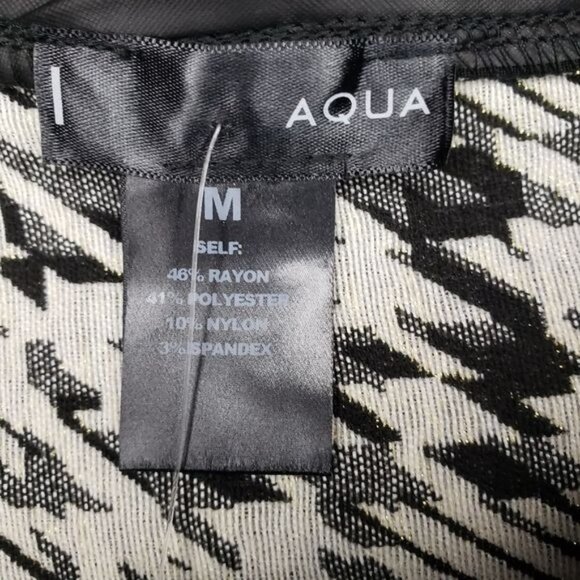 AQUA
M
SELF:
46% RAYON
41% POLYESTER
10% NYLON
3% SPANDEX